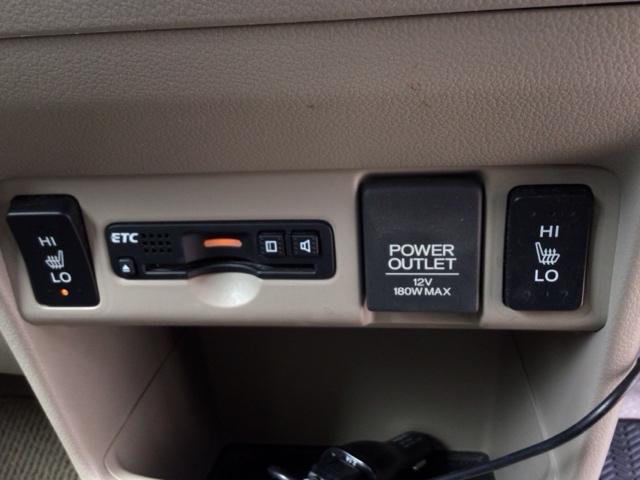 HI
LO
ETC
POWER
OUTLET
12V
180W MAX
HI
LO